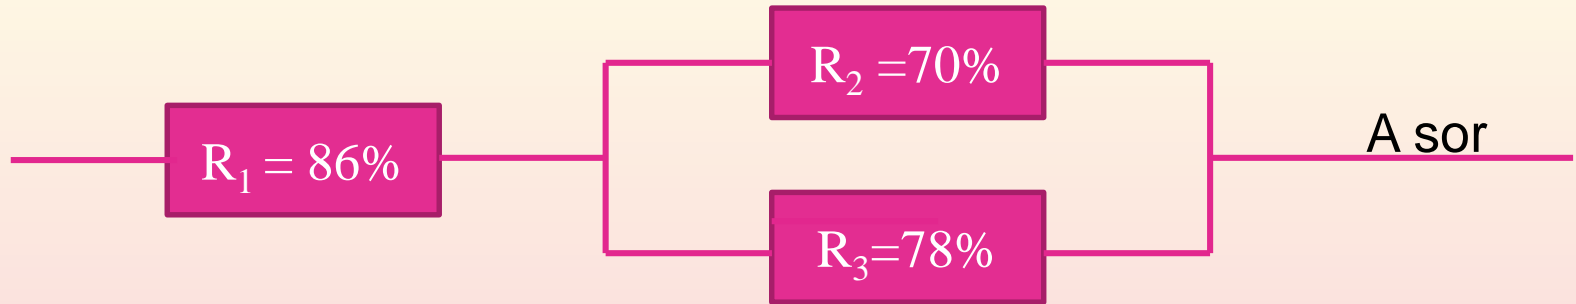 R₁ = 86%
R₂ =70%
R₃=78%
A sor